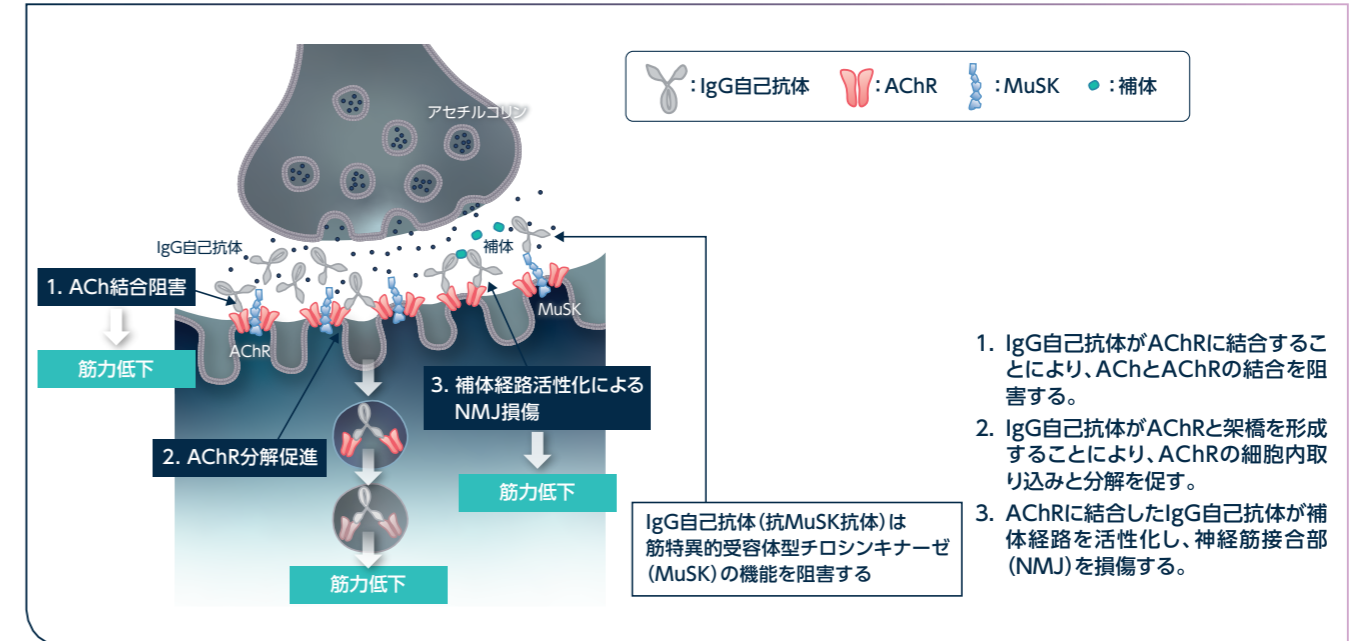 :IgG自己抗体
:AChR
:MuSK
:補体
アセチルコリン
IgG自己抗体
補体
1. ACh結合阻害
筋力低下
AChR
MuSK
3. 補体経路活性化による
NMJ損傷
筋力低下
2. AChR分解促進
筋力低下
IgG自己抗体（抗MuSK抗体）は
筋特異的受容体型チロシンキナーゼ
（MuSK）の機能を阻害する
1. IgG自己抗体がAChRに結合するこ
とにより、AChとAChRの結合を阻
害する。
2. IgG自己抗体がAChRと架橋を形成
することにより、AChRの細胞内取
り込みと分解を促す。
3. AChRに結合したIgG自己抗体が補
体経路を活性化し、神経筋接合部
（NMJ）を損傷する。